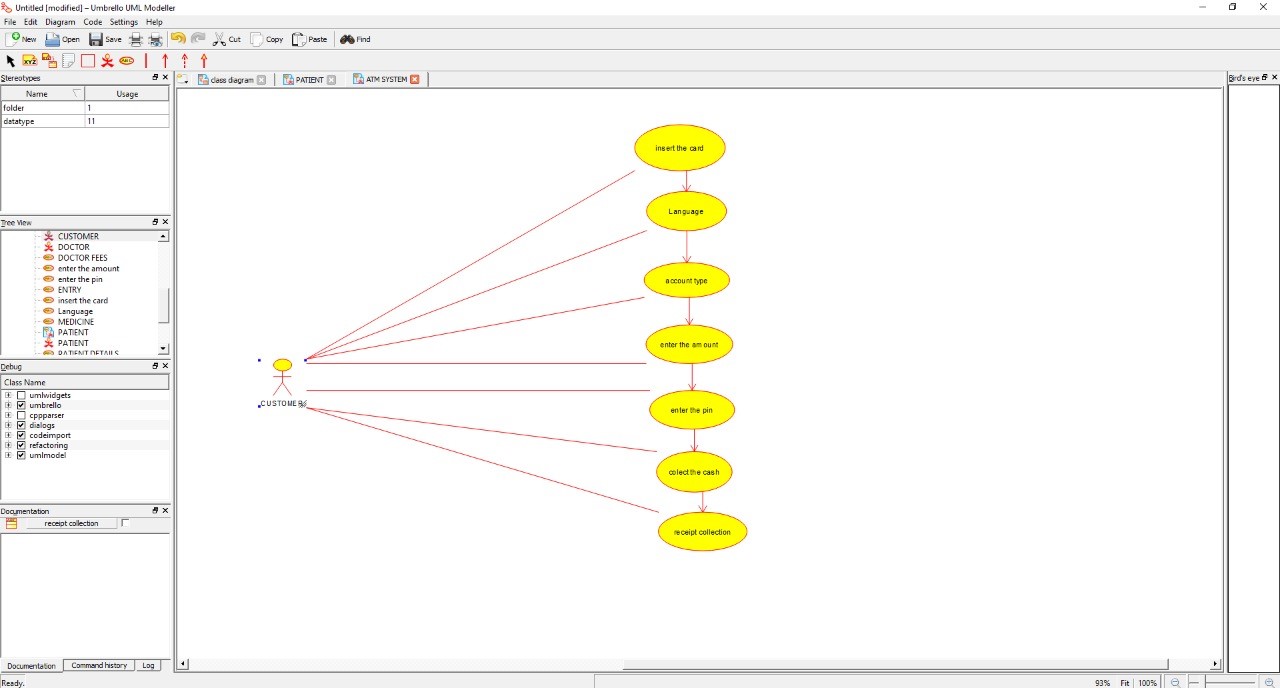 Untitled [modified] – Umbrello UML Modeller
File Edit Diagram Code Settings Help
New Open Save Cut Copy Paste Find
Stereotypes
Name Usage
folder 1
datatype 11
Tree View
CUSTOMER
DOCTOR
DOCTOR FEES
enter the amount
enter the pin
ENTRY
insert the card
Language
MEDICINE
PATIENT
PATIENT
PATIENT DETAILS
Debug
Class Name
umlwidgets
umbrello
cppparser
dialogs
codeimport
refactoring
umlmodel
Documentation
receipt collection
Documentation Command history Log
class diagram PATIENT ATM SYSTEM
insert the card
Language
account type
enter the amount
enter the pin
colect the cash
receipt collection
CUSTOMER
Bird's eye
Ready.
93% Fit 100%